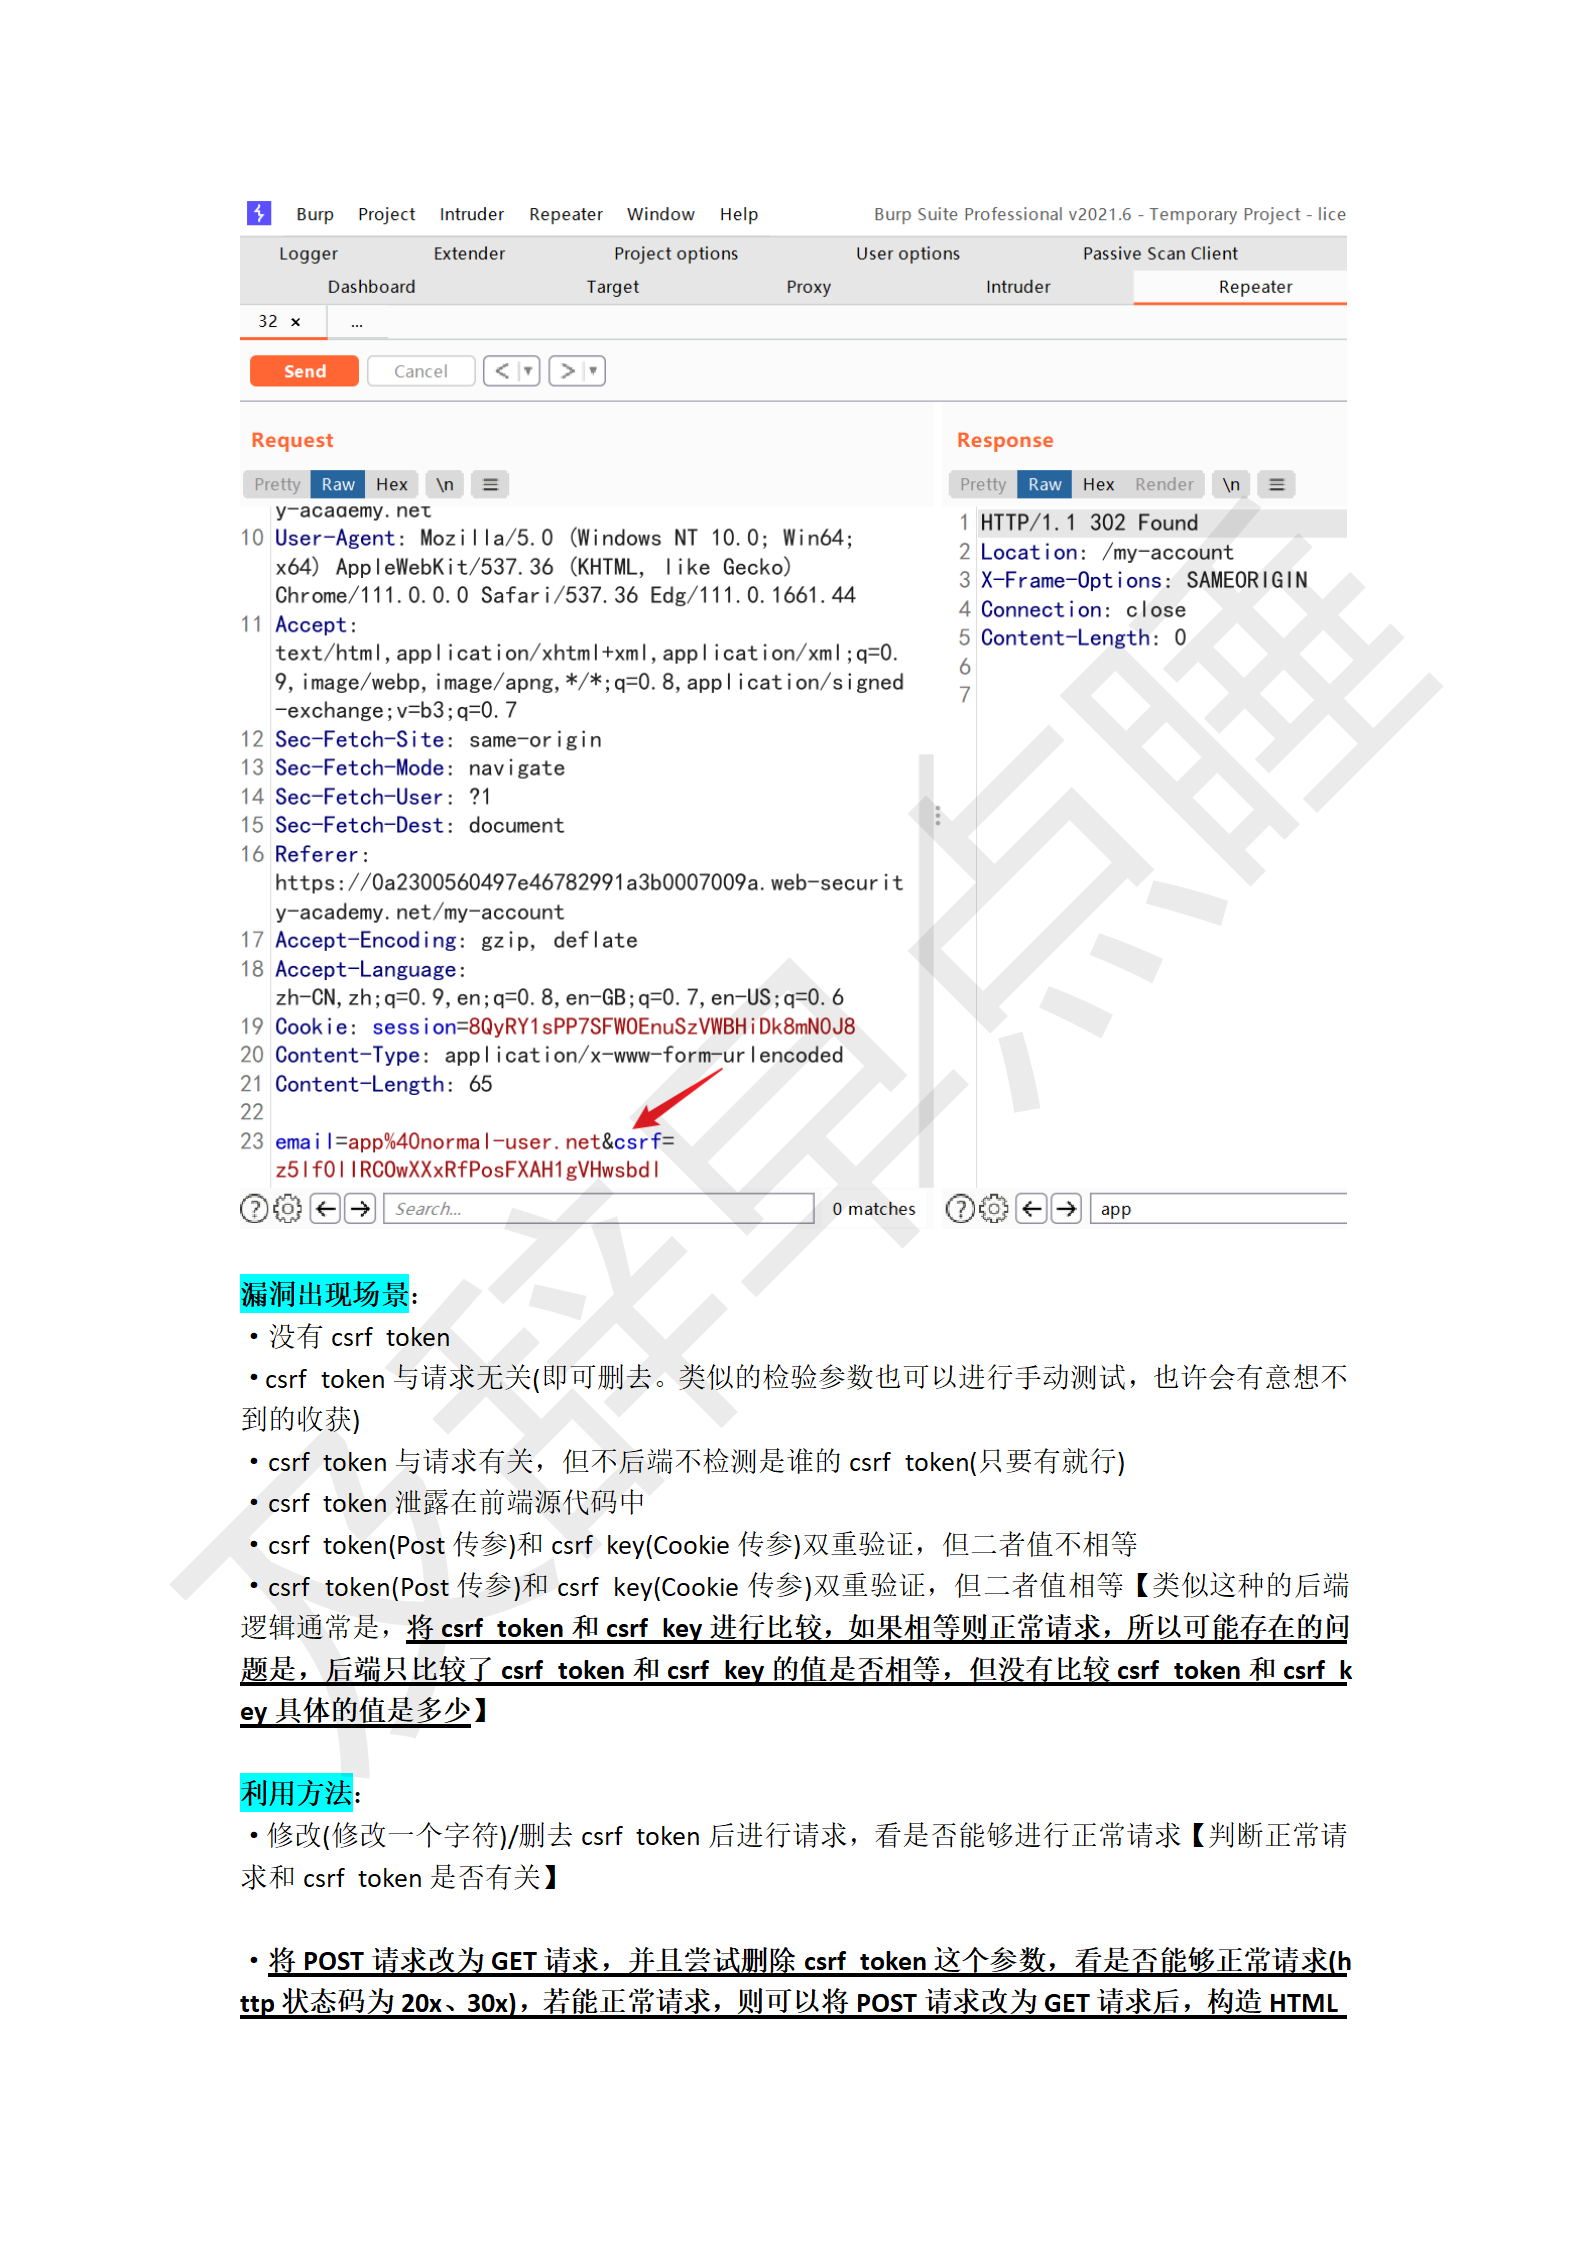 Burp Project Intruder Repeater Window Help Burp Suite Professional v2021.6 - Temporary Project - lice
Logger Extender Project options User options Passive Scan Client
Dashboard Target Proxy Intruder Repeater
32 × ...
Send Cancel < ▼ > ▼
Request
Pretty Raw Hex \n ≡
y-academy.net
10 User-Agent: Mozilla/5.0 (Windows NT 10.0; Win64;
x64) AppleWebKit/537.36 (KHTML, like Gecko)
Chrome/111.0.0.0 Safari/537.36 Edg/111.0.1661.44
11 Accept:
text/html,application/xhtml+xml,application/xml;q=0.
9,image/webp,image/apng,*/*;q=0.8,application/signed
-exchange;v=b3;q=0.7
12 Sec-Fetch-Site: same-origin
13 Sec-Fetch-Mode: navigate
14 Sec-Fetch-User: ?1
15 Sec-Fetch-Dest: document
16 Referer:
https://0a2300560497e46782991a3b0007009a.web-securit
y-academy.net/my-account
17 Accept-Encoding: gzip, deflate
18 Accept-Language:
zh-CN,zh;q=0.9,en;q=0.8,en-GB;q=0.7,en-US;q=0.6
19 Cookie: session=8QyRY1sPP7SFWOEnuSzVWBHiDk8mN0J8
20 Content-Type: application/x-www-form-urlencoded
21 Content-Length: 65
22
23 email=app%40normal-user.net&csrf=
z5lf0lIRCOwXXxRfPosFXAH1gVHwsbdl
Search... 0 matches
Response
Pretty Raw Hex Render \n ≡
1 HTTP/1.1 302 Found
2 Location: /my-account
3 X-Frame-Options: SAMEORIGIN
4 Connection: close
5 Content-Length: 0
6
7
app
漏洞出现场景：
·没有 csrf token
·csrf token 与请求无关(即可删去。类似的检验参数也可以进行手动测试，也许会有意想不
到的收获)
·csrf token 与请求有关，但不后端不检测是谁的 csrf token(只要有就行)
·csrf token 泄露在前端源代码中
·csrf token(Post 传参)和 csrf key(Cookie 传参)双重验证，但二者值不相等
·csrf token(Post 传参)和 csrf key(Cookie 传参)双重验证，但二者值相等【类似这种的后端
逻辑通常是，将 csrf token 和 csrf key 进行比较，如果相等则正常请求，所以可能存在的问
题是，后端只比较了 csrf token 和 csrf key 的值是否相等，但没有比较 csrf token 和 csrf k
ey 具体的值是多少】
利用方法：
·修改(修改一个字符)/删去 csrf token 后进行请求，看是否能够进行正常请求【判断正常请
求和 csrf token 是否有关】
·将 POST 请求改为 GET 请求，并且尝试删除 csrf token 这个参数，看是否能够正常请求(h
ttp 状态码为 20x、30x)，若能正常请求，则可以将 POST 请求改为 GET 请求后，构造 HTML
及辞早点睡